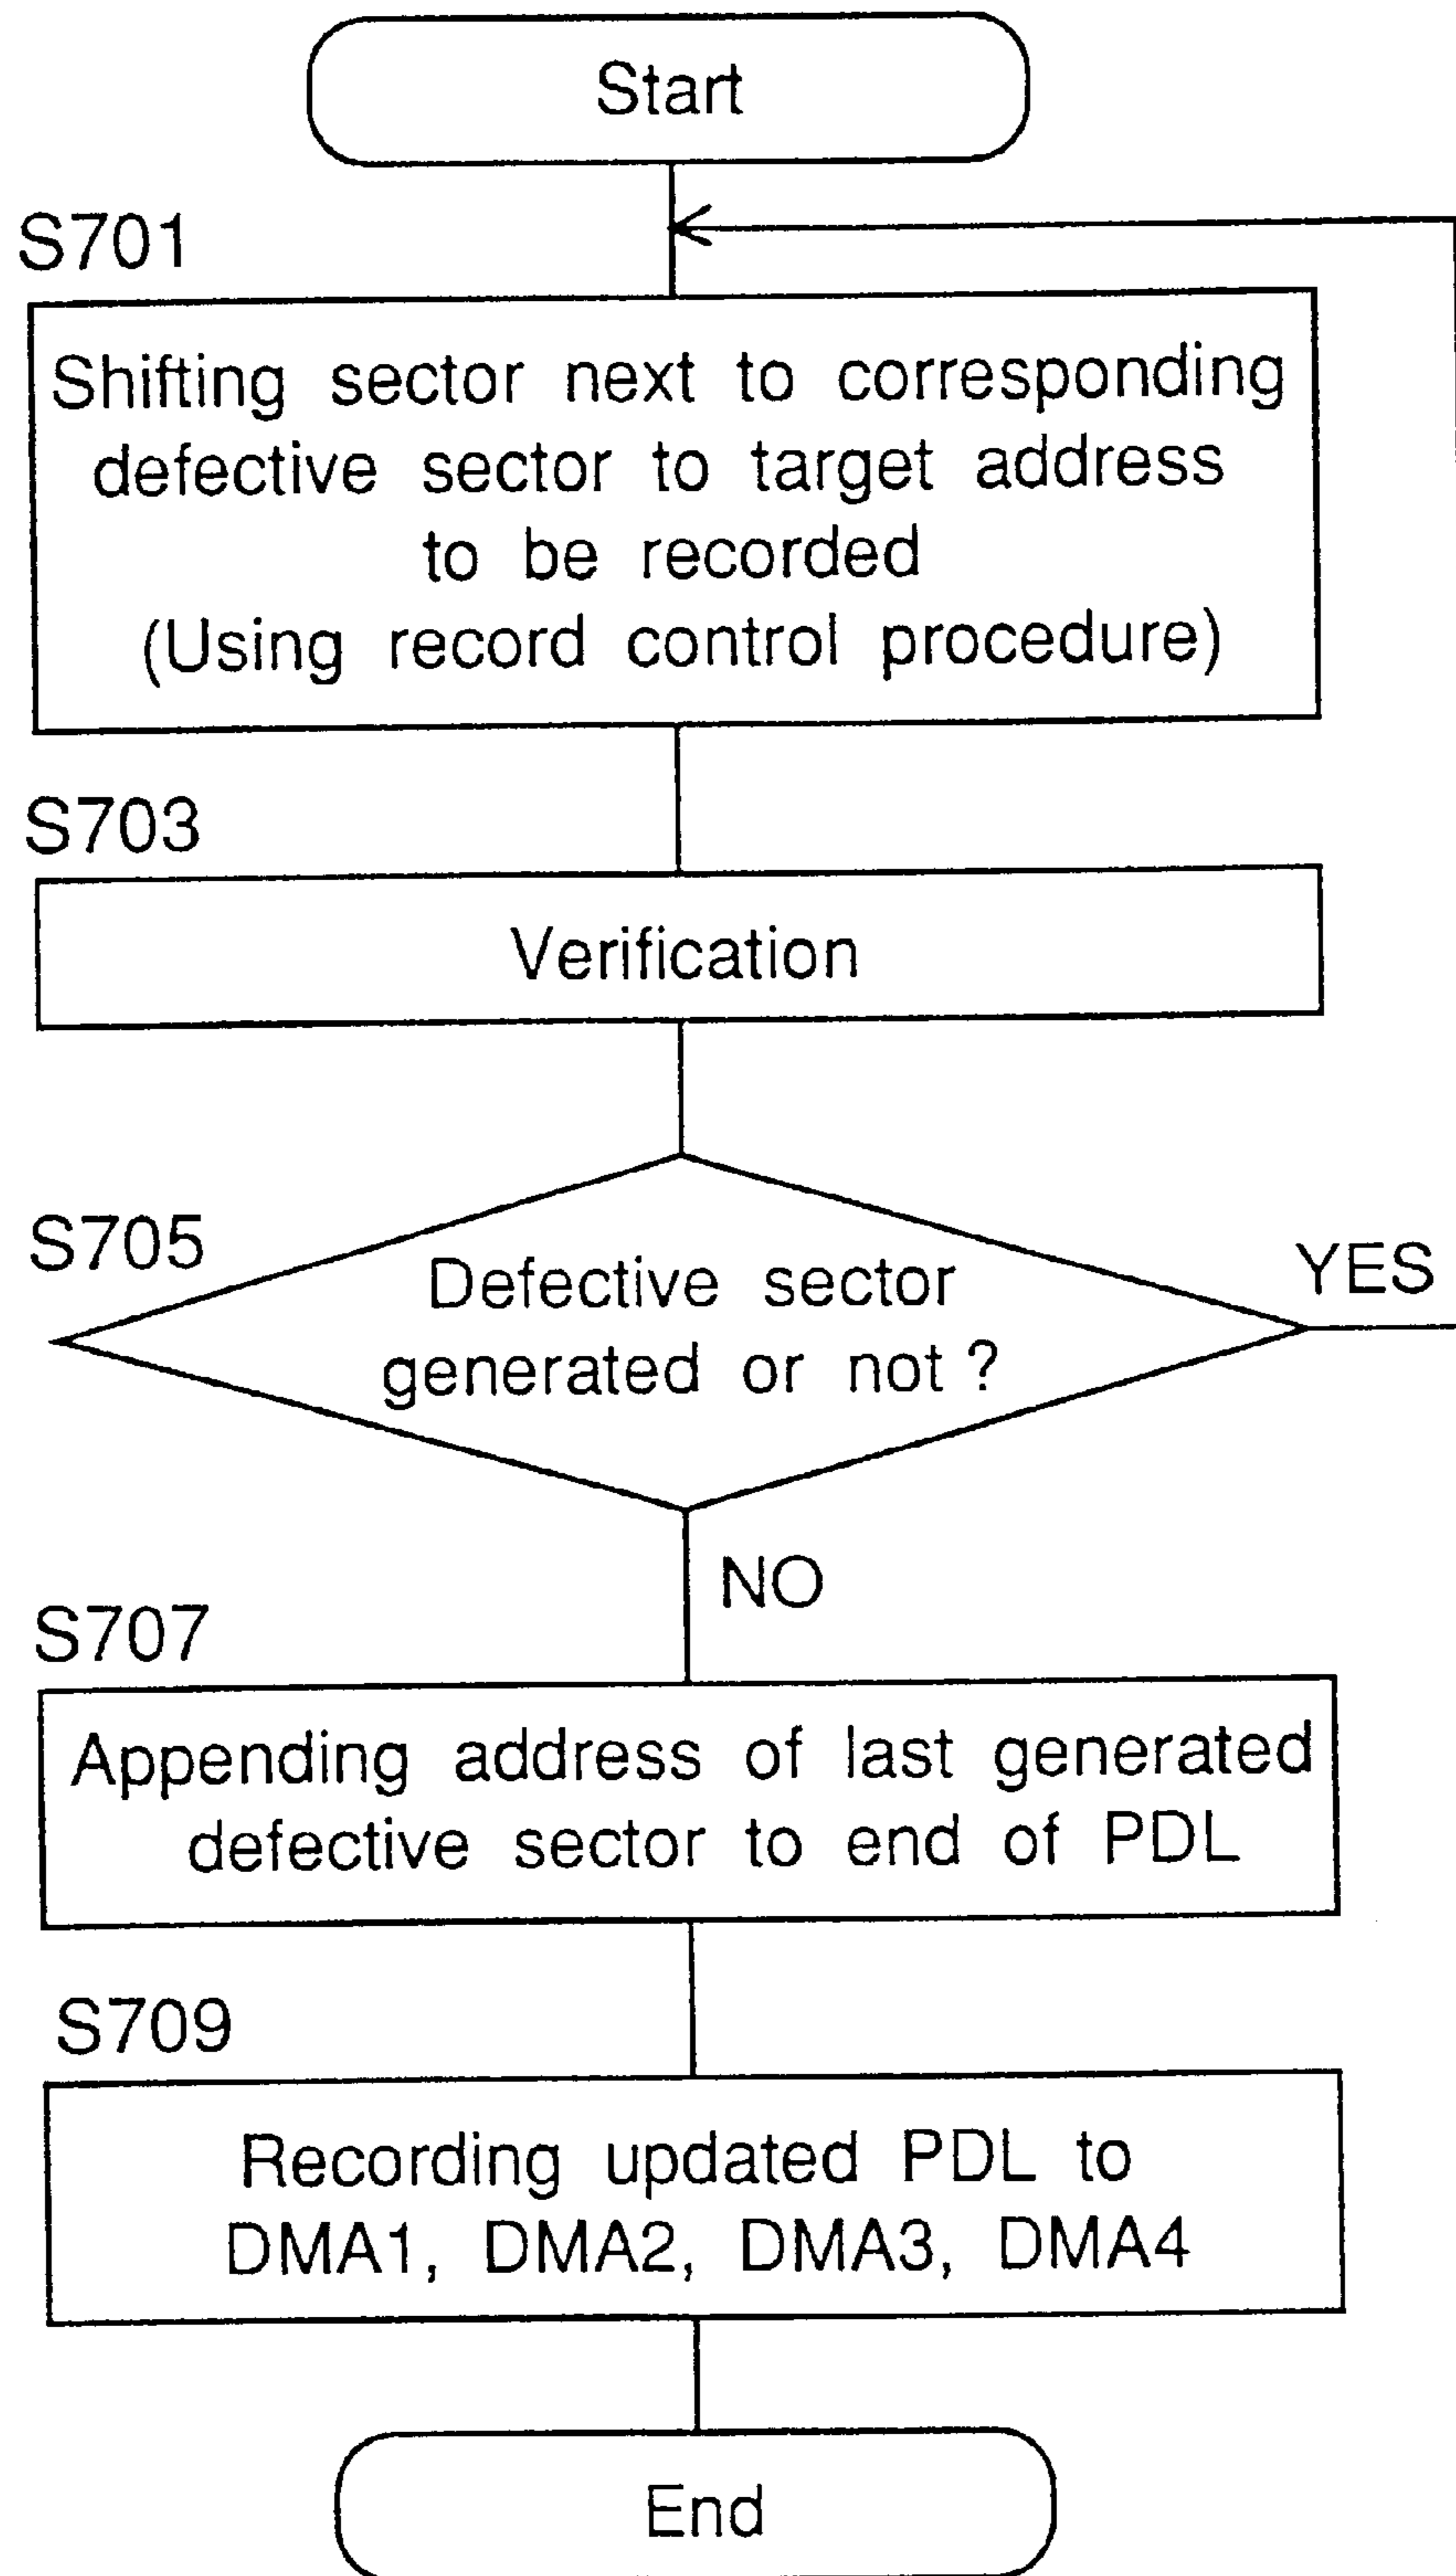 Start
S701
Shifting sector next to corresponding
defective sector to target address
to be recorded
(Using record control procedure)
S703
Verification
S705
Defective sector
generated or not ?
YES
NO
S707
Appending address of last generated
defective sector to end of PDL
S709
Recording updated PDL to
DMA1, DMA2, DMA3, DMA4
End